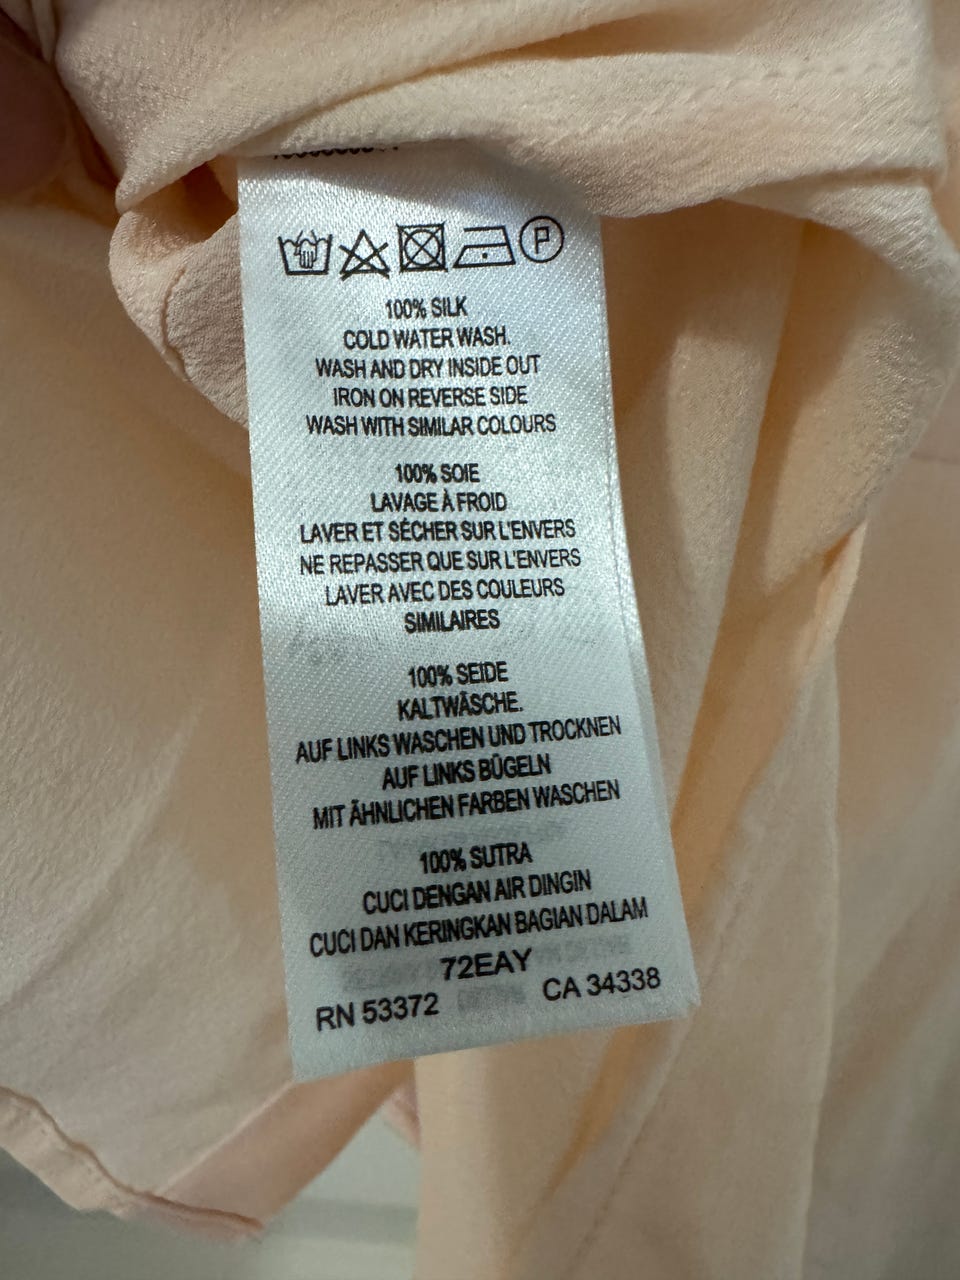 P
100% SILK
COLD WATER WASH.
WASH AND DRY INSIDE OUT
IRON ON REVERSE SIDE
WASH WITH SIMILAR COLOURS
100% SOIE
LAVAGE À FROID
LAVER ET SÉCHER SUR L'ENVERS
NE REPASSER QUE SUR L'ENVERS
LAVER AVEC DES COULEURS
SIMILAIRES
100% SEIDE
KALTWÄSCHE.
AUF LINKS WASCHEN UND TROCKNEN
AUF LINKS BÜGELN
MIT ÄHNLICHEN FARBEN WASCHEN
100% SUTRA
CUCI DENGAN AIR DINGIN
CUCI DAN KERINGKAN BAGIAN DALAM
72EAY
RN 53372 CA 34338